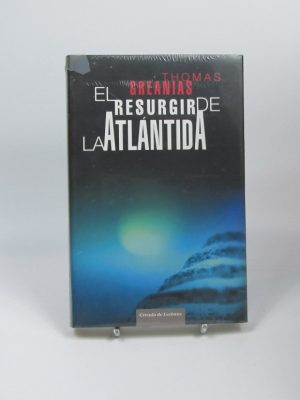 THOMAS
GREANIAS
EL
RESURGIR DE
LA ATLÁNTIDA
Círculo de Lectores